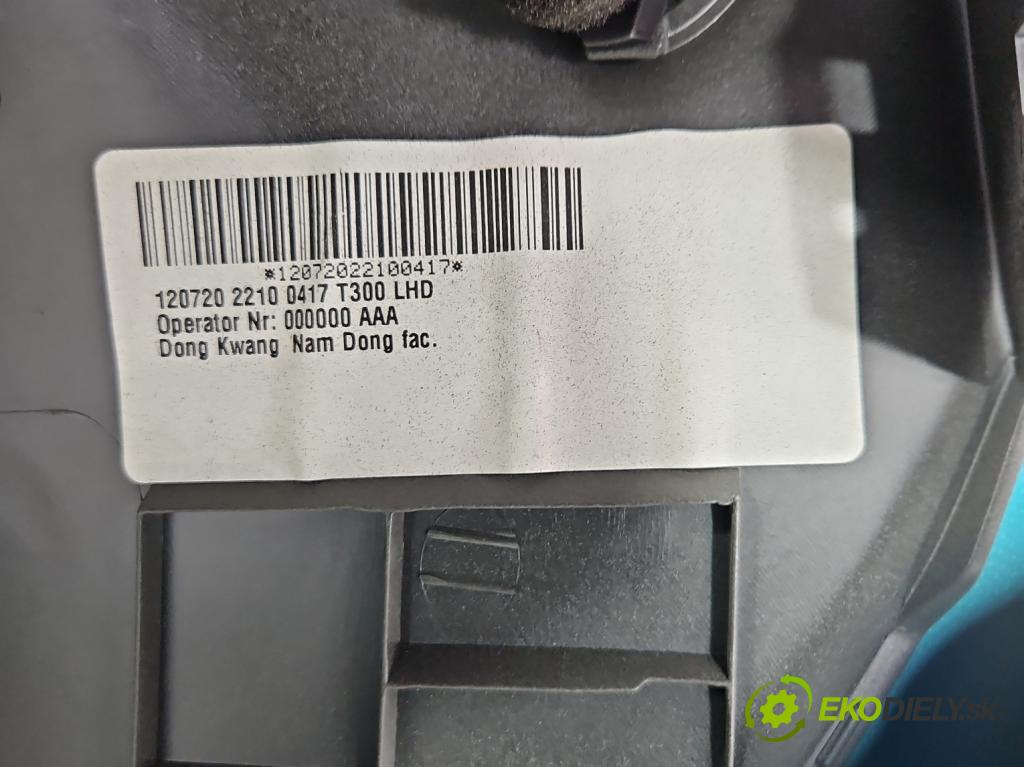 *12072022100417*
120720 2210 0417 T300 LHD
Operator Nr: 000000 AAA
Dong Kwang Nam Dong fac.
EKODIELY.sk